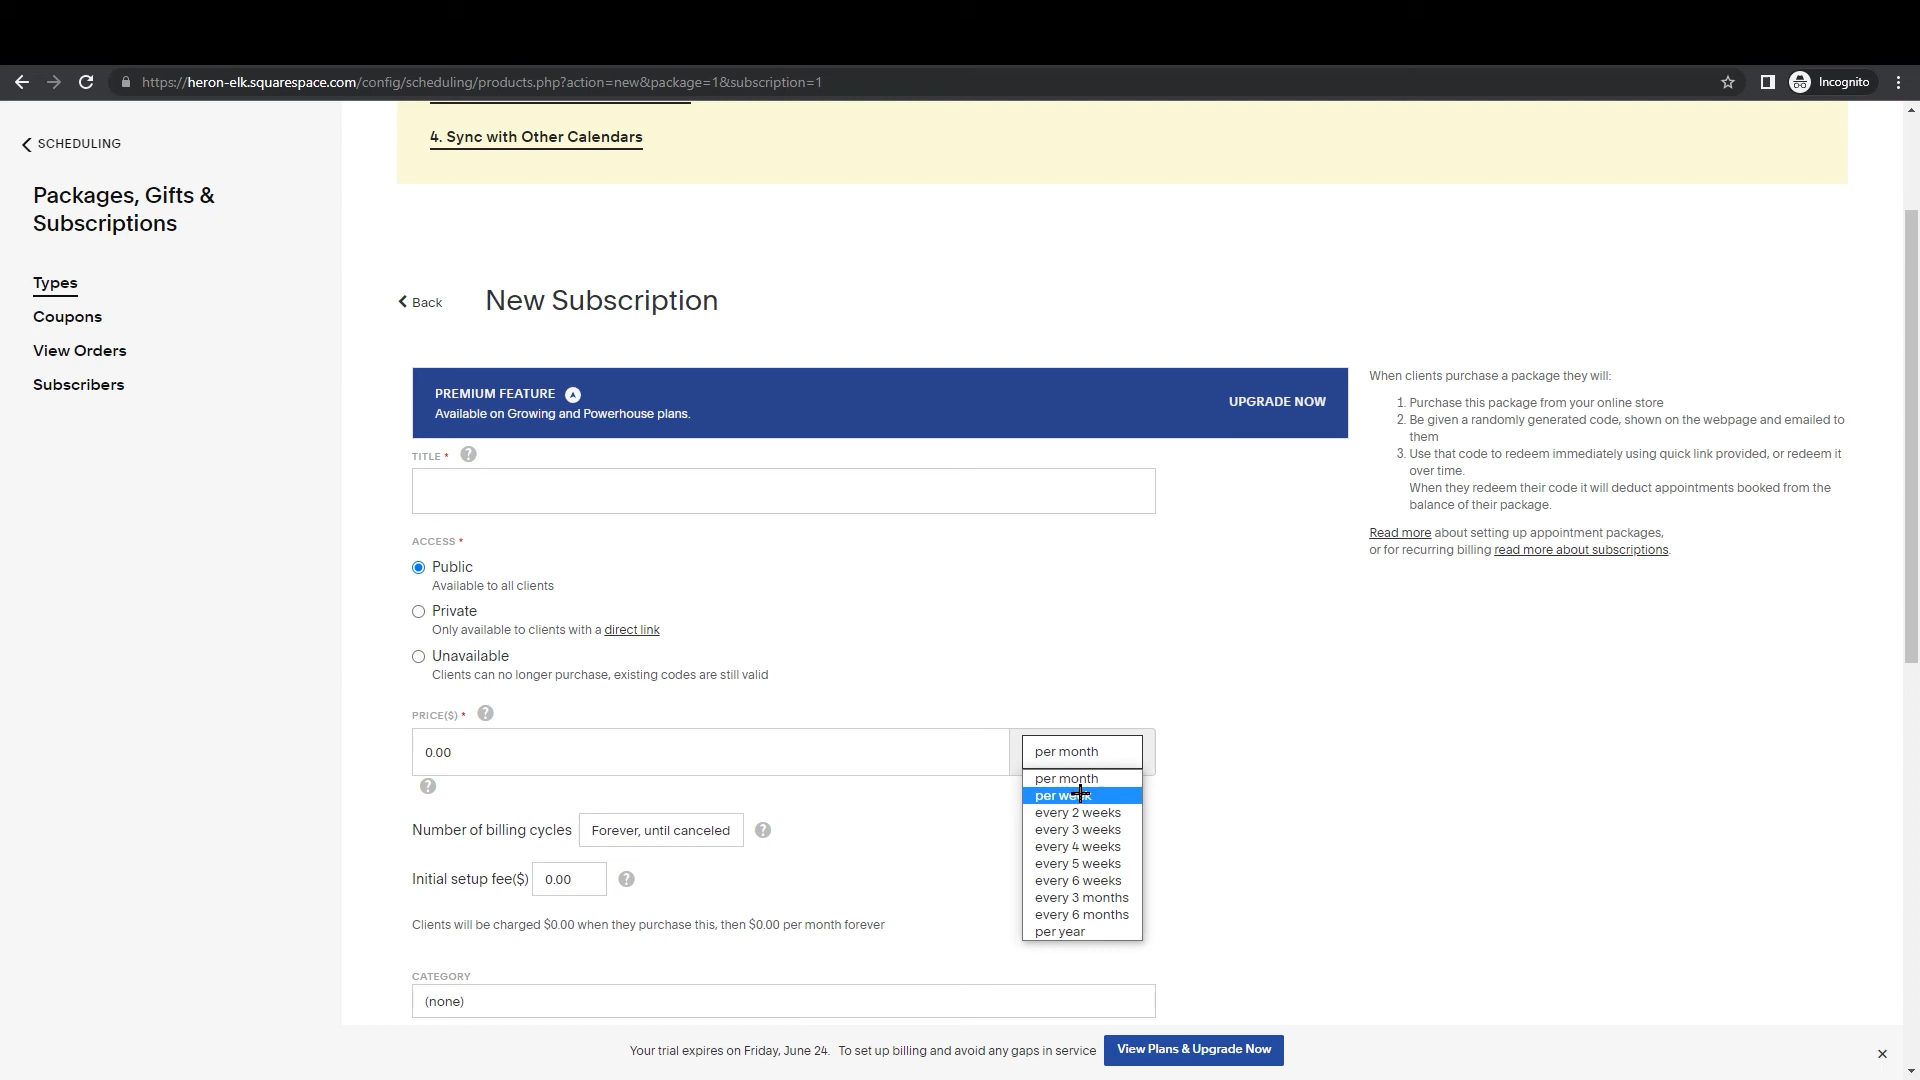 https://heron-elk.squarespace.com/config/scheduling/products.php?action=new&package=1&subscription=1
Incognito
SCHEDULING
Packages, Gifts &
Subscriptions
Types
Coupons
View Orders
Subscribers
4. Sync with Other Calendars
Back
New Subscription
PREMIUM FEATURE
Available on Growing and Powerhouse plans.
UPGRADE NOW
TITLE *
ACCESS *
Public
Available to all clients
Private
Only available to clients with a direct link
Unavailable
Clients can no longer purchase, existing codes are still valid
PRICE($) *
0.00
per month
per month
per week
every 2 weeks
every 3 weeks
every 4 weeks
every 5 weeks
every 6 weeks
every 3 months
every 6 months
per year
Number of billing cycles
Forever, until canceled
Initial setup fee($)
0.00
Clients will be charged $0.00 when they purchase this, then $0.00 per month forever
CATEGORY
(none)
When clients purchase a package they will:
1. Purchase this package from your online store
2. Be given a randomly generated code, shown on the webpage and emailed to
them
3. Use that code to redeem immediately using quick link provided, or redeem it
over time.
When they redeem their code it will deduct appointments booked from the
balance of their package.
Read more about setting up appointment packages,
or for recurring billing read more about subscriptions.
Your trial expires on Friday, June 24. To set up billing and avoid any gaps in service
View Plans & Upgrade Now